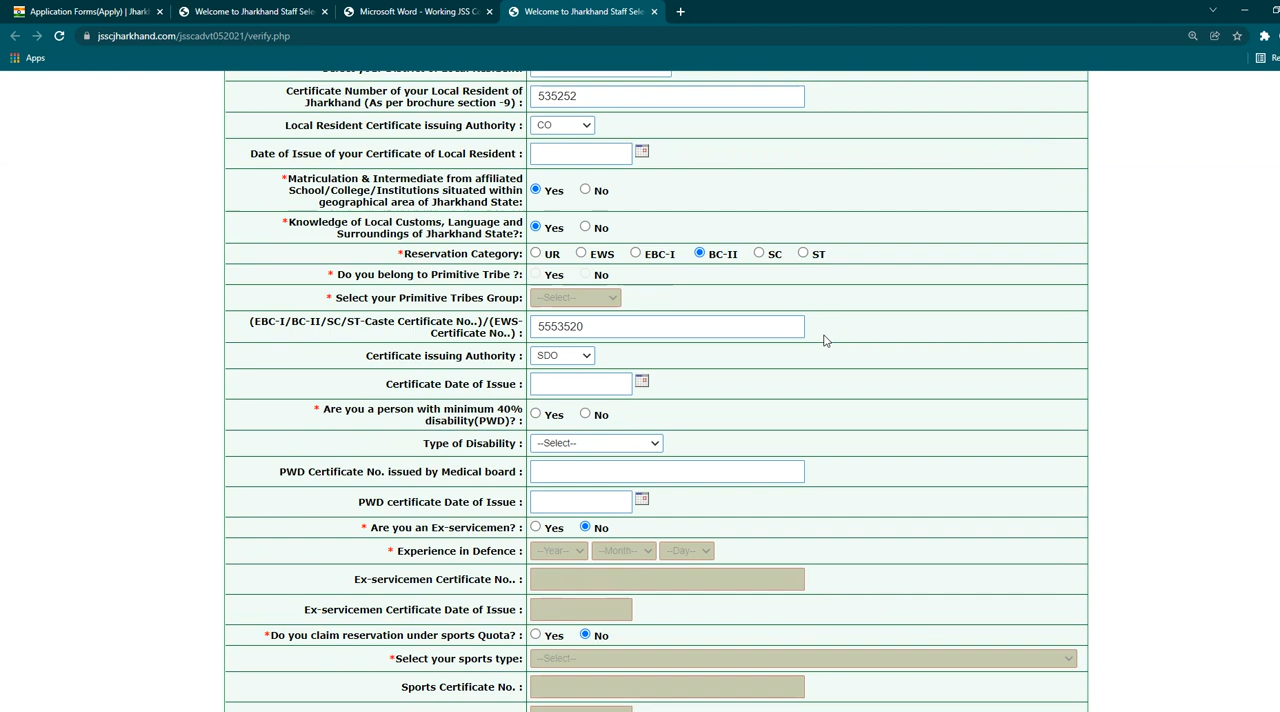 Application Forms(Apply) | Jhark
Welcome to Jharkhand Staff Sele
Microsoft Word - Working JSS C
Welcome to Jharkhand Staff Sele
jsscjharkhand.com/jsscadvt052021/verify.php
Apps
Re
Certificate Number of your Local Resident of
Jharkhand (As per brochure section -9) :
535252
Local Resident Certificate issuing Authority :
CO
Date of Issue of your Certificate of Local Resident :
*Matriculation & Intermediate from affiliated
School/College/Institutions situated within
geographical area of Jharkhand State:
Yes No
*Knowledge of Local Customs, Language and
Surroundings of Jharkhand State?:
Yes No
*Reservation Category:
UR EWS EBC-I BC-II SC ST
* Do you belong to Primitive Tribe ?:
Yes No
* Select your Primitive Tribes Group:
--Select--
(EBC-I/BC-II/SC/ST-Caste Certificate No..)/(EWS-
Certificate No..) :
5553520
Certificate issuing Authority :
SDO
Certificate Date of Issue :
* Are you a person with minimum 40%
disability(PWD)? :
Yes No
Type of Disability :
--Select--
PWD Certificate No. issued by Medical board :
PWD certificate Date of Issue :
* Are you an Ex-servicemen? :
Yes No
* Experience in Defence :
--Year-- --Month-- --Day--
Ex-servicemen Certificate No.. :
Ex-servicemen Certificate Date of Issue :
*Do you claim reservation under sports Quota? :
Yes No
*Select your sports type:
--Select--
Sports Certificate No. :